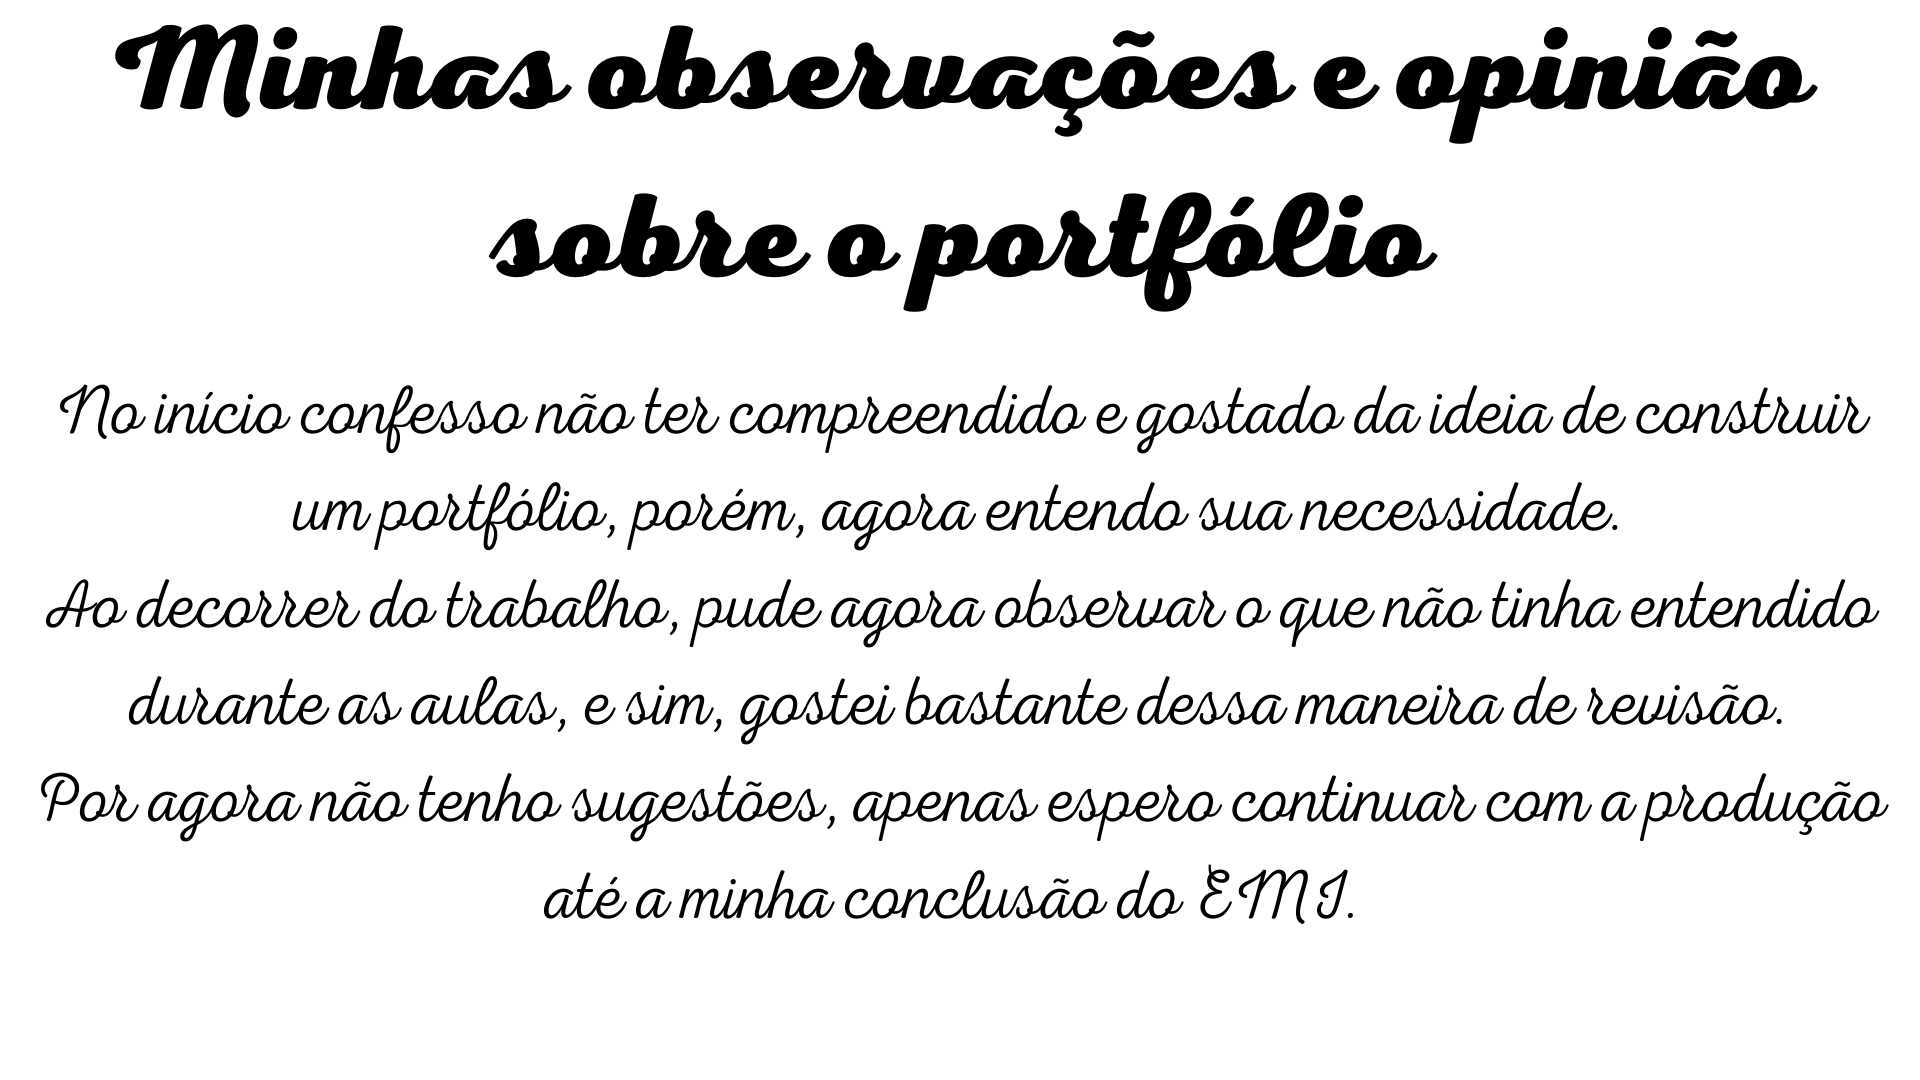 Minhas observações e opinião
sobre o portfólio
No início confesso não ter compreendido e gostado da ideia de construir
um portfólio, porém, agora entendo sua necessidade.
Ao decorrer do trabalho, pude agora observar o que não tinha entendido
durante as aulas, e sim, gostei bastante dessa maneira de revisão.
Por agora não tenho sugestões, apenas espero continuar com a produção
até a minha conclusão do EMI.